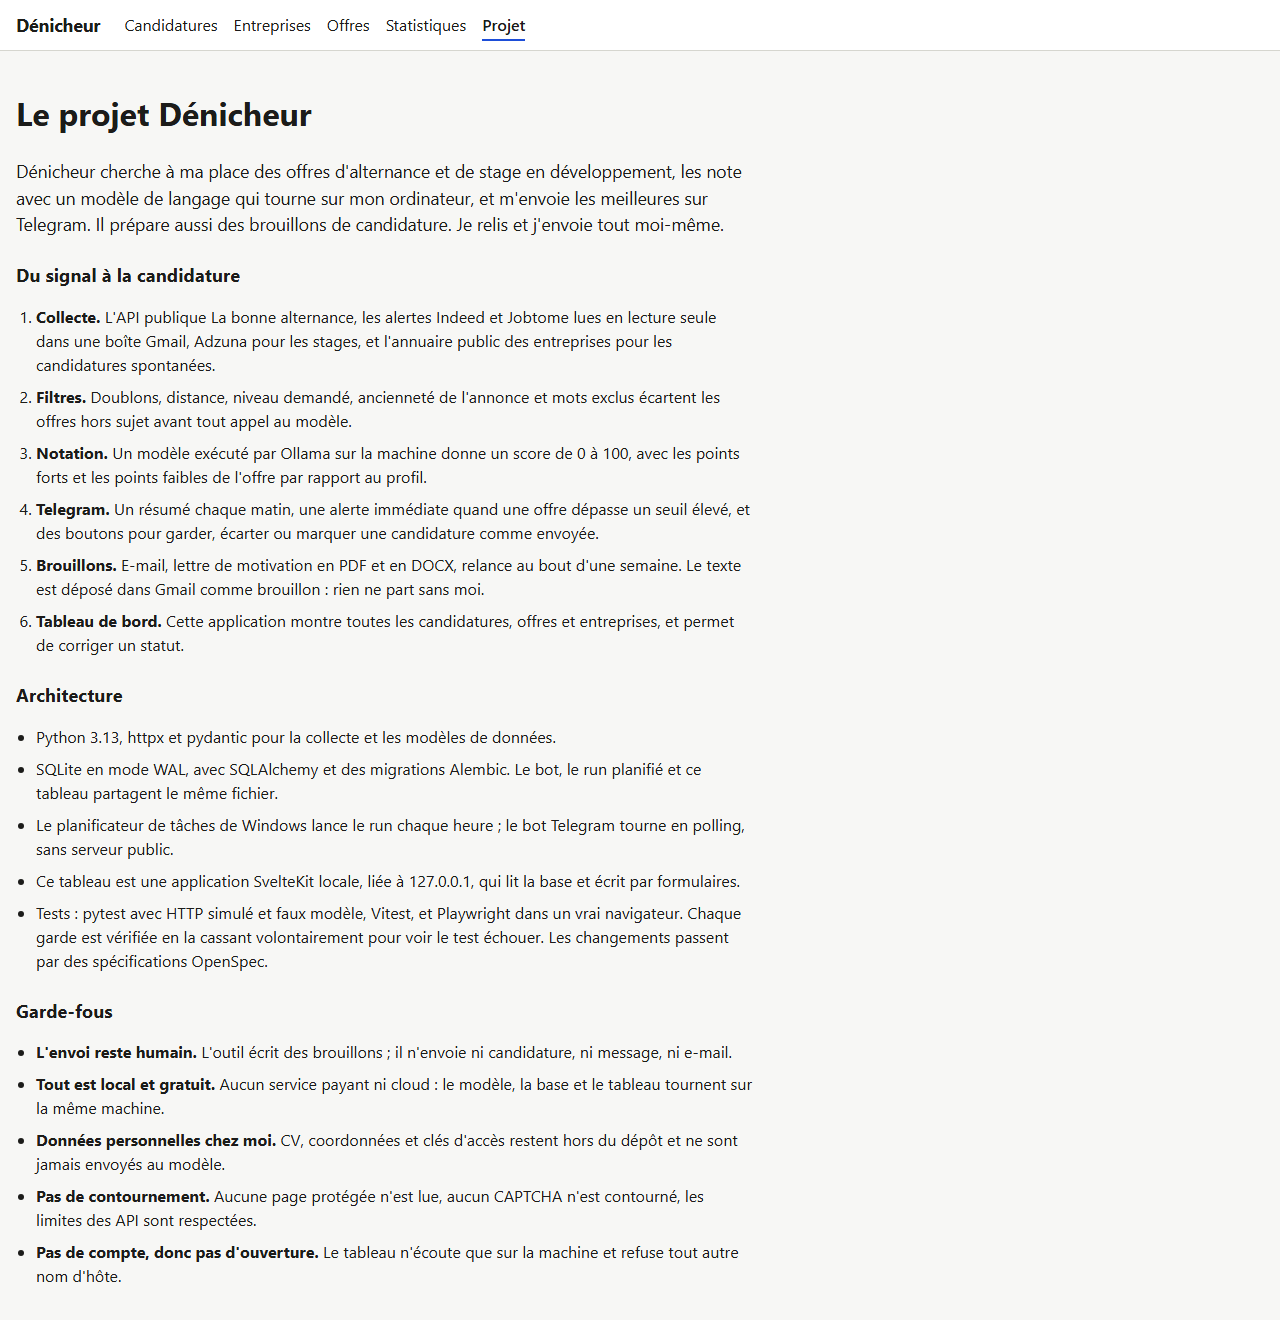 Dénicheur Candidatures Entreprises Offres Statistiques Projet
Le projet Dénicheur
Dénicheur cherche à ma place des offres d'alternance et de stage en développement, les note
avec un modèle de langage qui tourne sur mon ordinateur, et m'envoie les meilleures sur
Telegram. Il prépare aussi des brouillons de candidature. Je relis et j'envoie tout moi-même.
Du signal à la candidature
1. Collecte. L'API publique La bonne alternance, les alertes Indeed et Jobtome lues en lecture seule
dans une boîte Gmail, Adzuna pour les stages, et l'annuaire public des entreprises pour les
candidatures spontanées.
2. Filtres. Doublons, distance, niveau demandé, ancienneté de l'annonce et mots exclus écartent les
offres hors sujet avant tout appel au modèle.
3. Notation. Un modèle exécuté par Ollama sur la machine donne un score de 0 à 100, avec les points
forts et les points faibles de l'offre par rapport au profil.
4. Telegram. Un résumé chaque matin, une alerte immédiate quand une offre dépasse un seuil élevé, et
des boutons pour garder, écarter ou marquer une candidature comme envoyée.
5. Brouillons. E-mail, lettre de motivation en PDF et en DOCX, relance au bout d'une semaine. Le texte
est déposé dans Gmail comme brouillon : rien ne part sans moi.
6. Tableau de bord. Cette application montre toutes les candidatures, offres et entreprises, et permet
de corriger un statut.
Architecture
• Python 3.13, httpx et pydantic pour la collecte et les modèles de données.
• SQLite en mode WAL, avec SQLAlchemy et des migrations Alembic. Le bot, le run planifié et ce
tableau partagent le même fichier.
• Le planificateur de tâches de Windows lance le run chaque heure ; le bot Telegram tourne en polling,
sans serveur public.
• Ce tableau est une application SvelteKit locale, liée à 127.0.0.1, qui lit la base et écrit par formulaires.
• Tests : pytest avec HTTP simulé et faux modèle, Vitest, et Playwright dans un vrai navigateur. Chaque
garde est vérifiée en la cassant volontairement pour voir le test échouer. Les changements passent
par des spécifications OpenSpec.
Garde-fous
• L'envoi reste humain. L'outil écrit des brouillons ; il n'envoie ni candidature, ni message, ni e-mail.
• Tout est local et gratuit. Aucun service payant ni cloud : le modèle, la base et le tableau tournent sur
la même machine.
• Données personnelles chez moi. CV, coordonnées et clés d'accès restent hors du dépôt et ne sont
jamais envoyés au modèle.
• Pas de contournement. Aucune page protégée n'est lue, aucun CAPTCHA n'est contourné, les
limites des API sont respectées.
• Pas de compte, donc pas d'ouverture. Le tableau n'écoute que sur la machine et refuse tout autre
nom d'hôte.